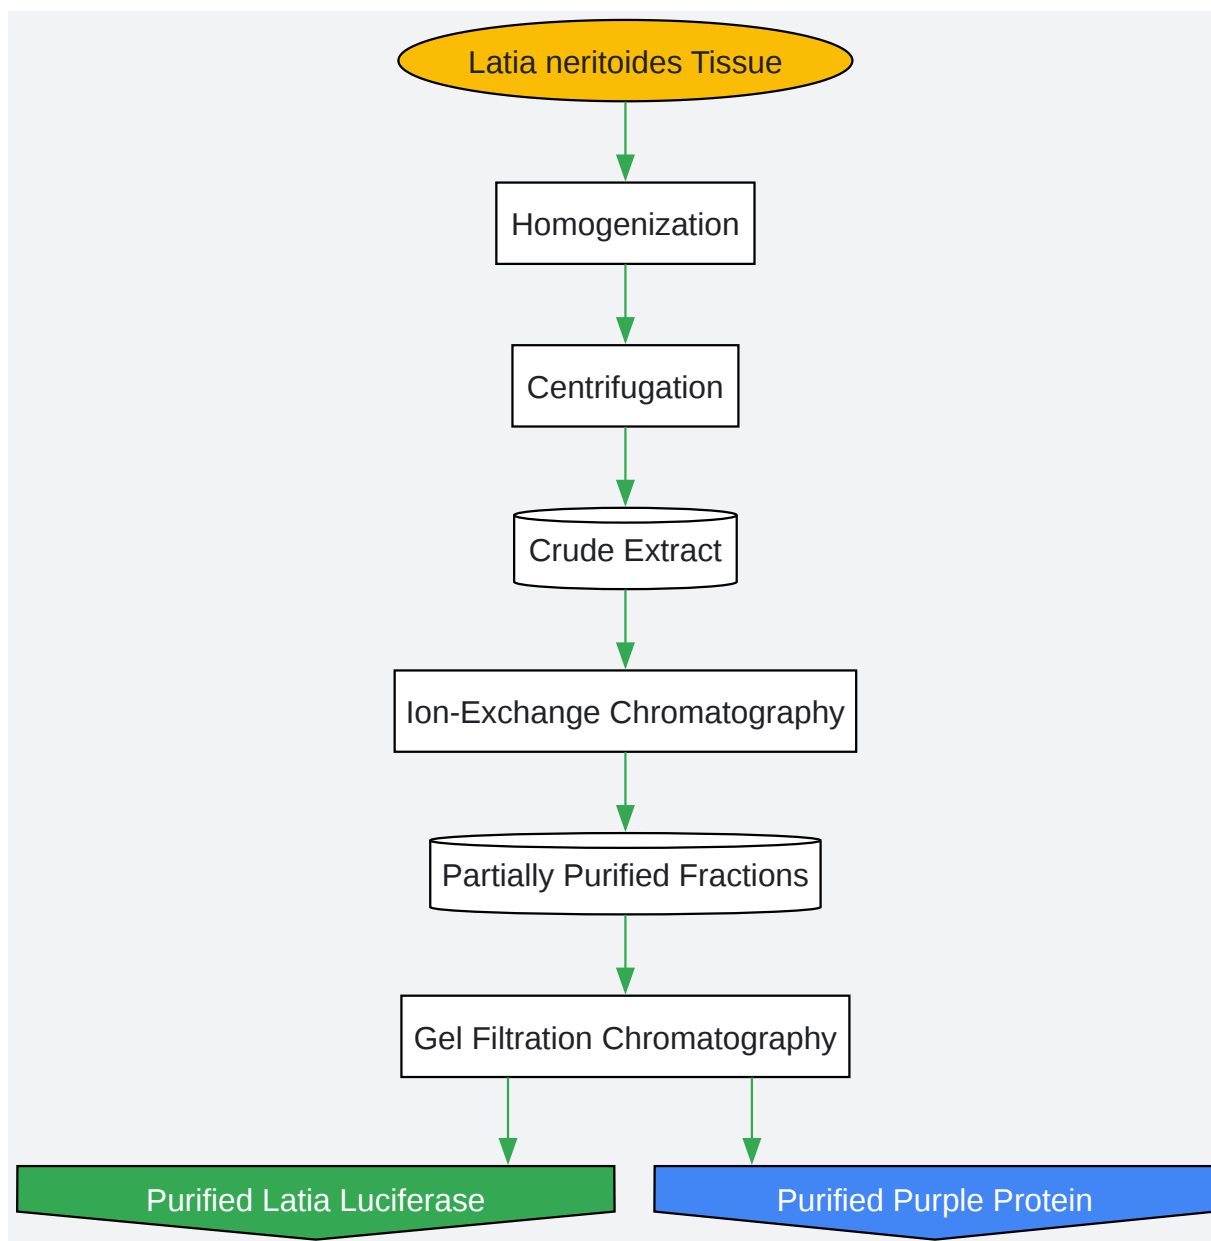 Latia neritoides Tissue
Homogenization
Centrifugation
Crude Extract
Ion-Exchange Chromatography
Partially Purified Fractions
Gel Filtration Chromatography
Purified Latia Luciferase
Purified Purple Protein